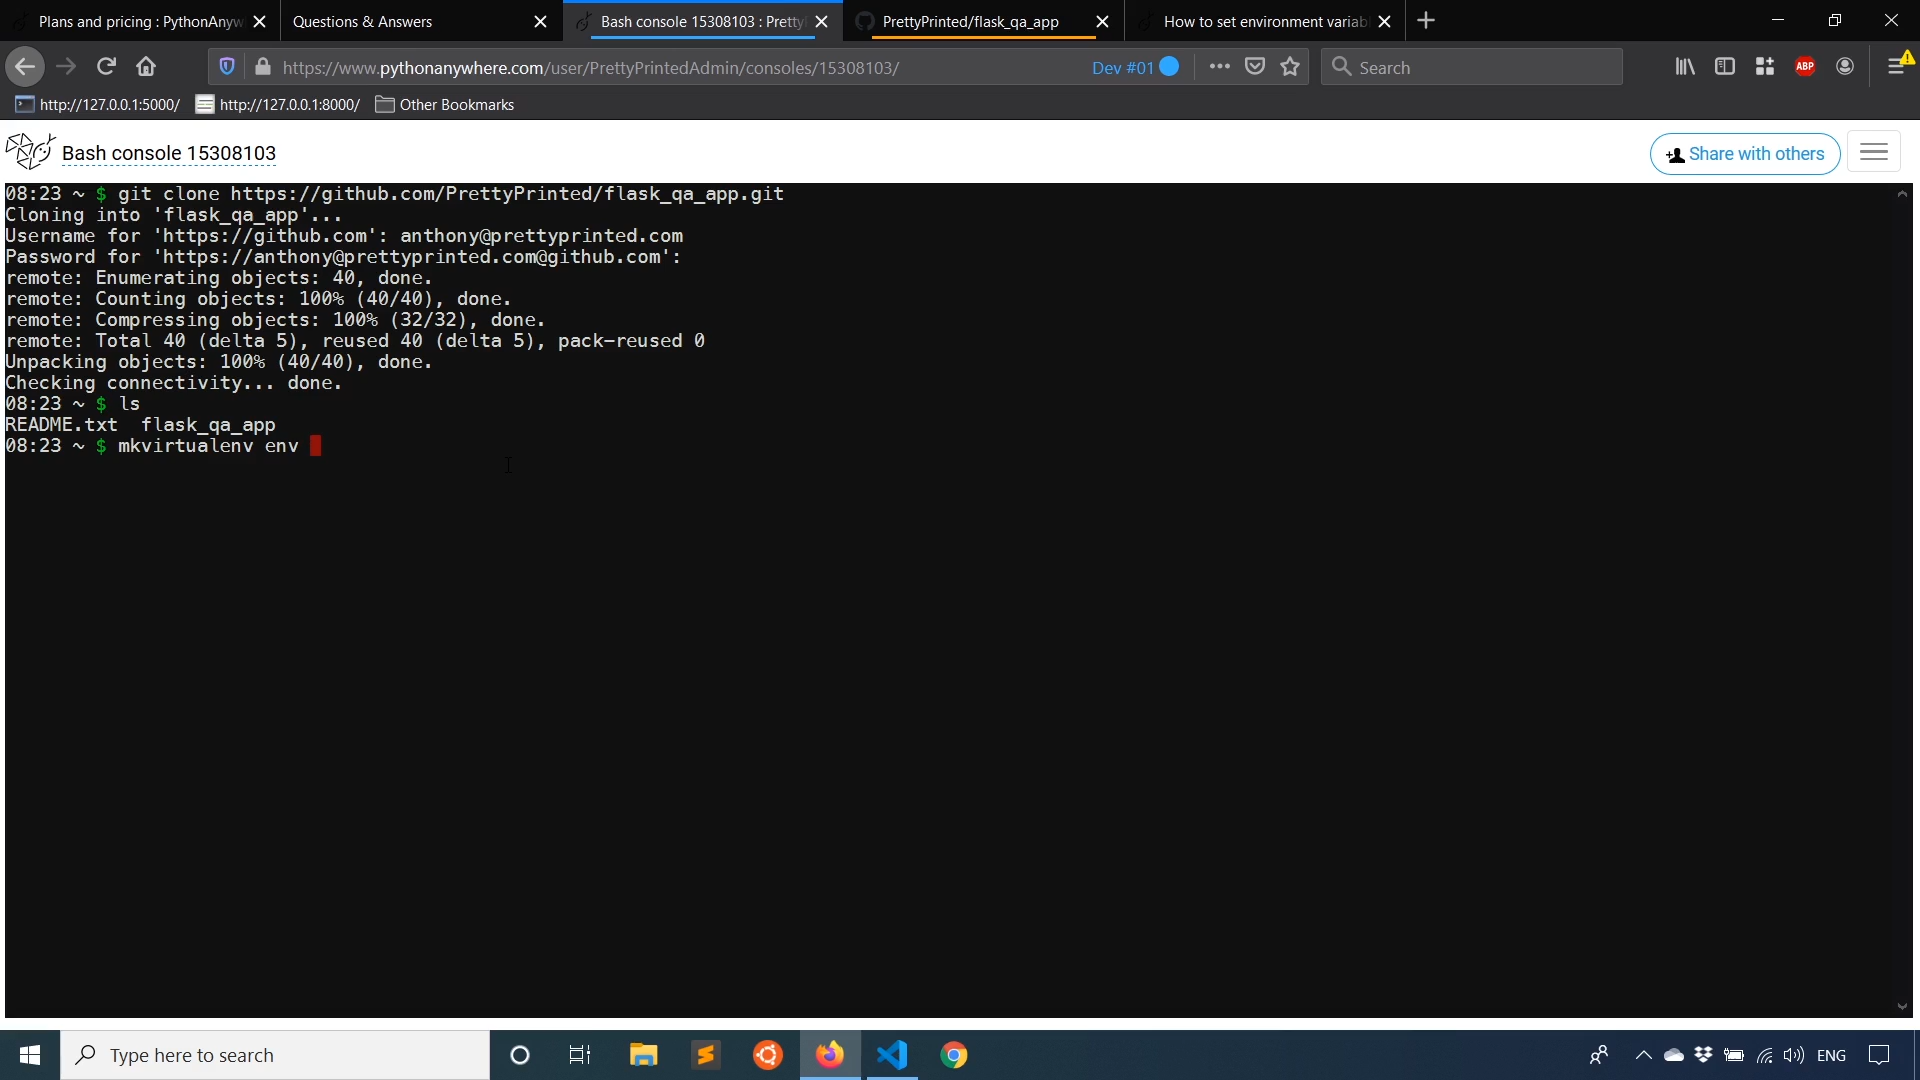 Plans and pricing : PythonAnyw
Questions & Answers
Bash console 15308103 : Pretty
PrettyPrinted/flask_qa_app
How to set environment variab
https://www.pythonanywhere.com/user/PrettyPrintedAdmin/consoles/15308103/
Dev #01
Search
ABP
http://127.0.0.1:5000/
http://127.0.0.1:8000/
Other Bookmarks
Bash console 15308103
Share with others
08:23 ~ $ git clone https://github.com/PrettyPrinted/flask_qa_app.git
Cloning into 'flask_qa_app'...
Username for 'https://github.com': anthony@prettyprinted.com
Password for 'https://anthony@prettyprinted.com@github.com':
remote: Enumerating objects: 40, done.
remote: Counting objects: 100% (40/40), done.
remote: Compressing objects: 100% (32/32), done.
remote: Total 40 (delta 5), reused 40 (delta 5), pack-reused 0
Unpacking objects: 100% (40/40), done.
Checking connectivity... done.
08:23 ~ $ ls
README.txt  flask_qa_app
08:23 ~ $ mkvirtualenv env
Type here to search
ENG